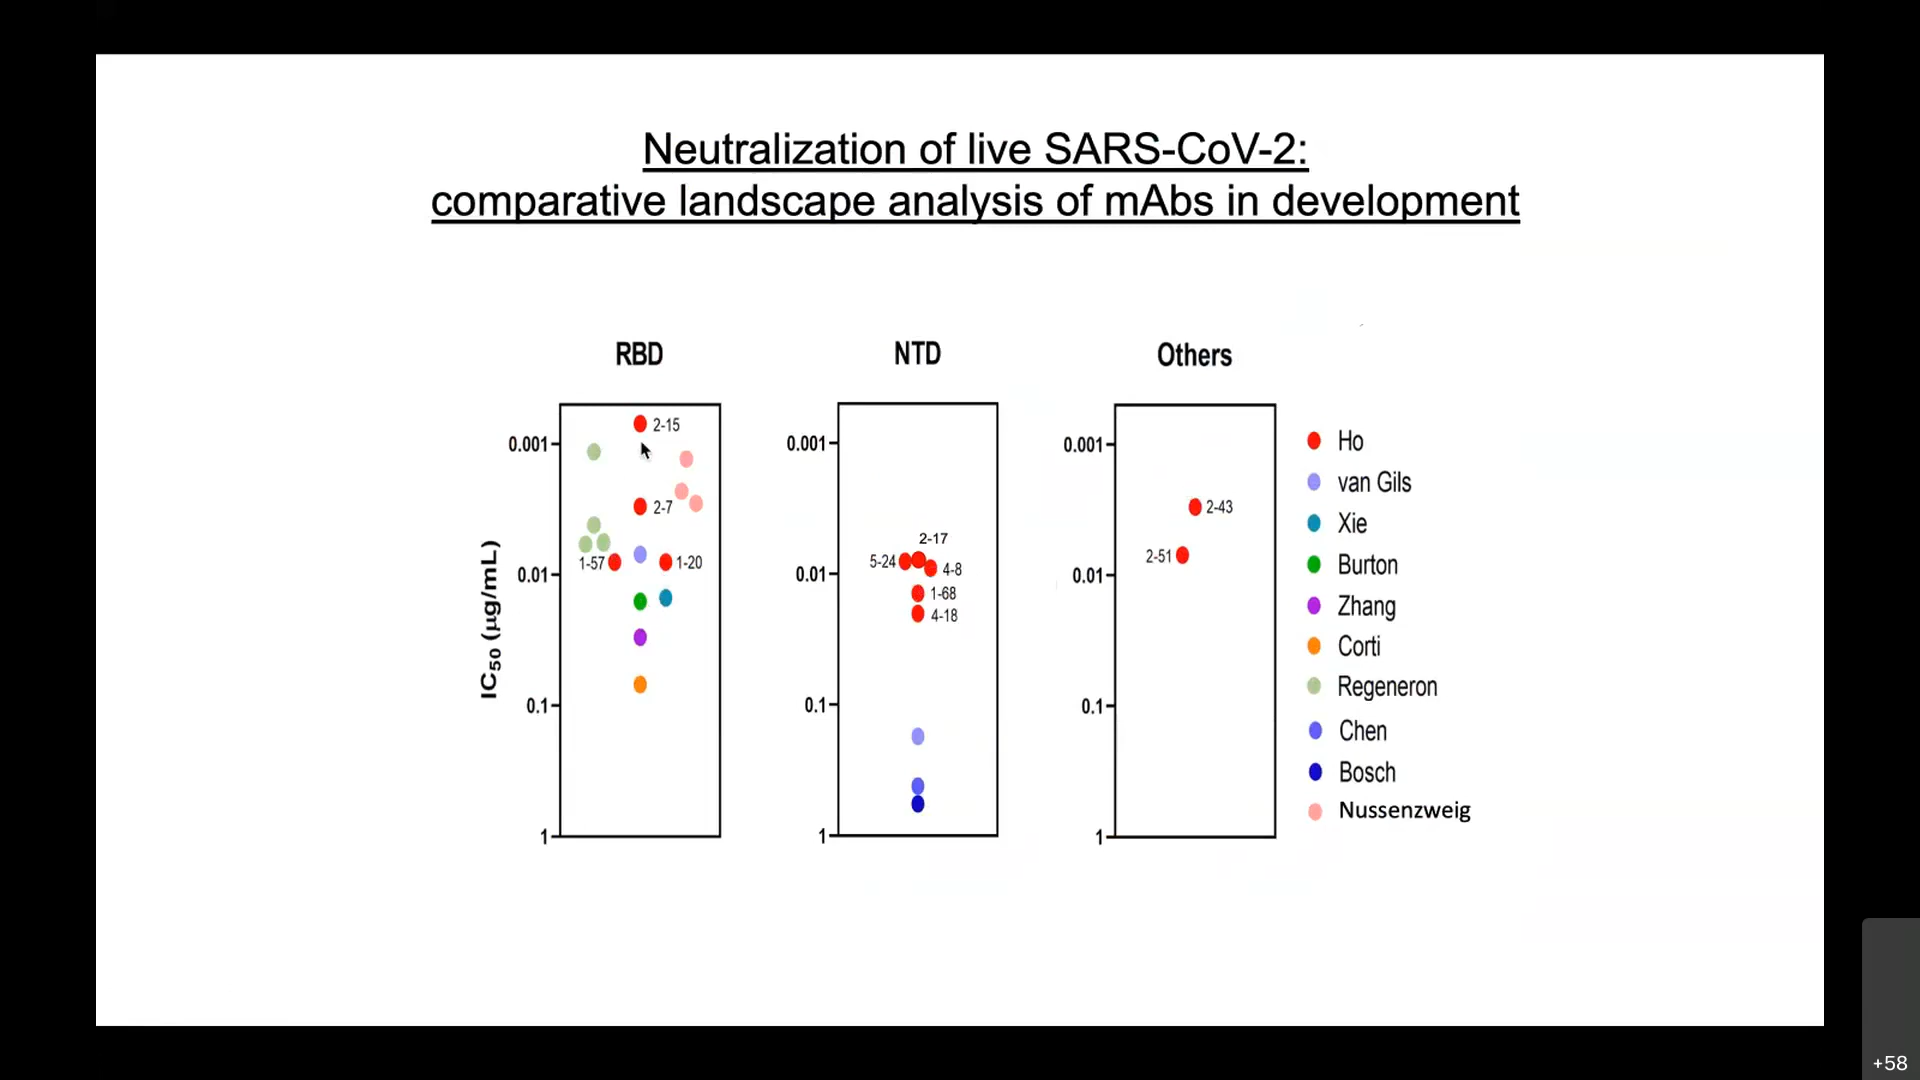 Neutralization of live SARS-CoV-2:
comparative landscape analysis of mAbs in development
RBD
NTD
Others
IC50 (μg/mL)
0.001
0.01
0.1
1
2-15
2-7
1-57
1-20
0.001
0.01
0.1
1
2-17
5-24
4-8
1-68
4-18
0.001
0.01
0.1
1
2-43
2-51
Ho
van Gils
Xie
Burton
Zhang
Corti
Regeneron
Chen
Bosch
Nussenzweig
+58